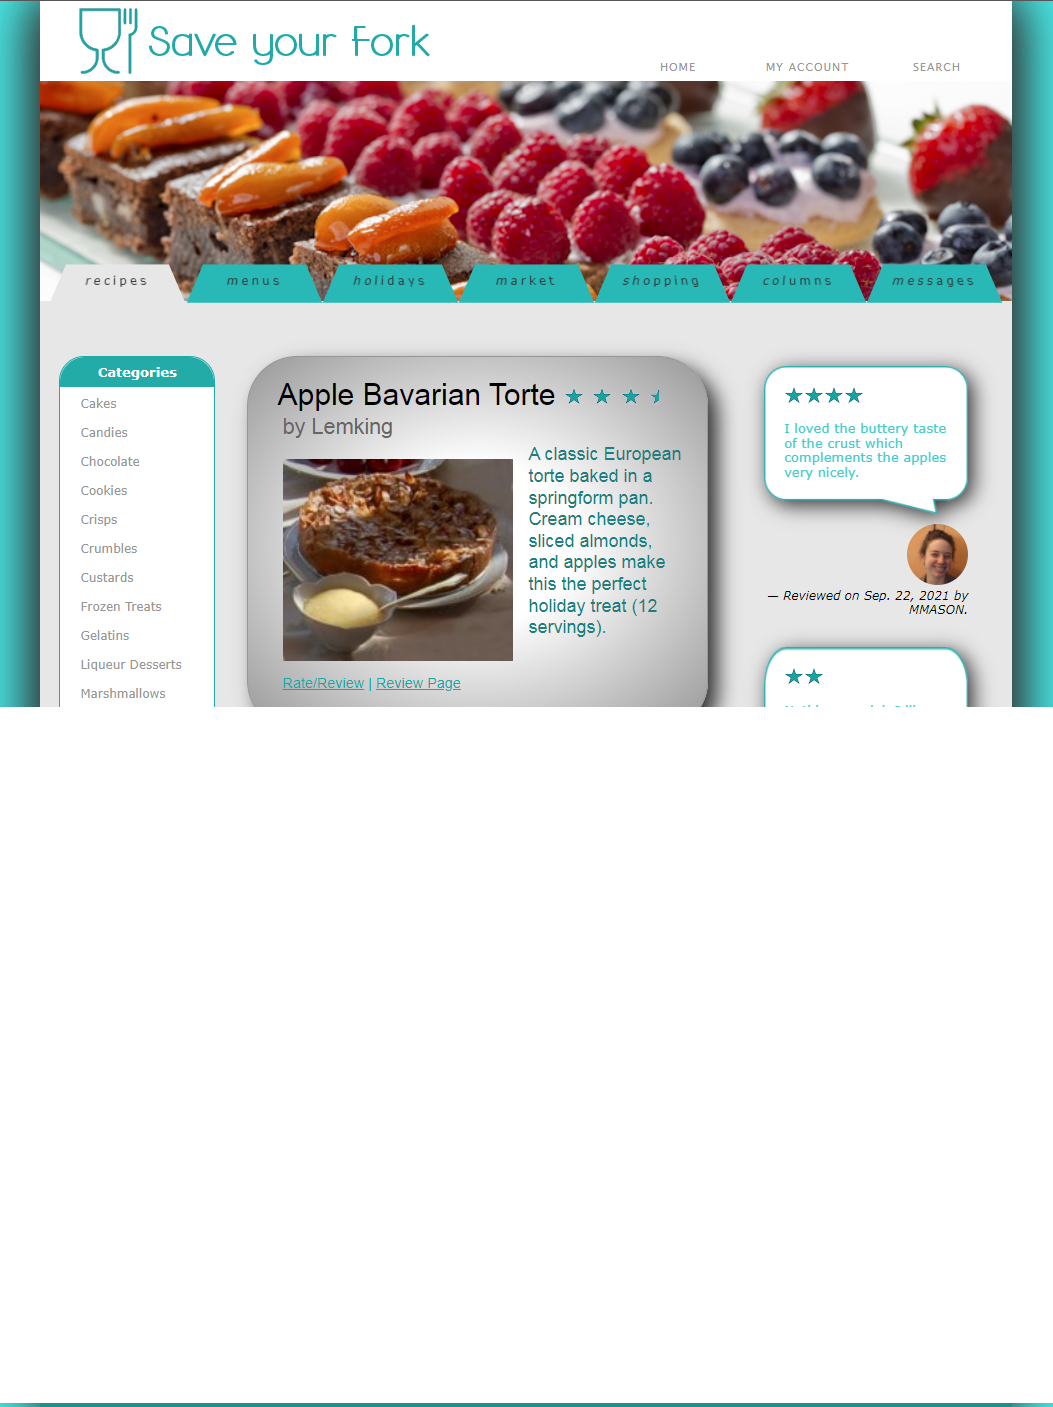 Save your Fork
HOME
MY ACCOUNT
SEARCH
recipes
menus
holidays
market
shopping
columns
messages
Categories
Cakes
Candies
Chocolate
Cookies
Crisps
Crumbles
Custards
Frozen Treats
Gelatins
Liqueur Desserts
Marshmallows
Apple Bavarian Torte
by Lemking
A classic European
torte baked in a
springform pan.
Cream cheese,
sliced almonds,
and apples make
this the perfect
holiday treat (12
servings).
Rate/Review | Review Page
I loved the buttery taste
of the crust which
complements the apples
very nicely.
— Reviewed on Sep. 22, 2021 by
MMASON.